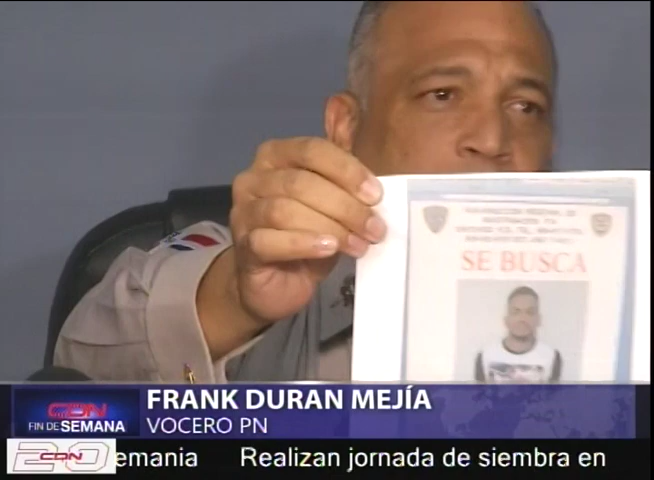 SE BUSCA
CDN
FIN DE SEMANA
FRANK DURAN MEJÍA
VOCERO PN
CDN
emania Realizan jornada de siembra en